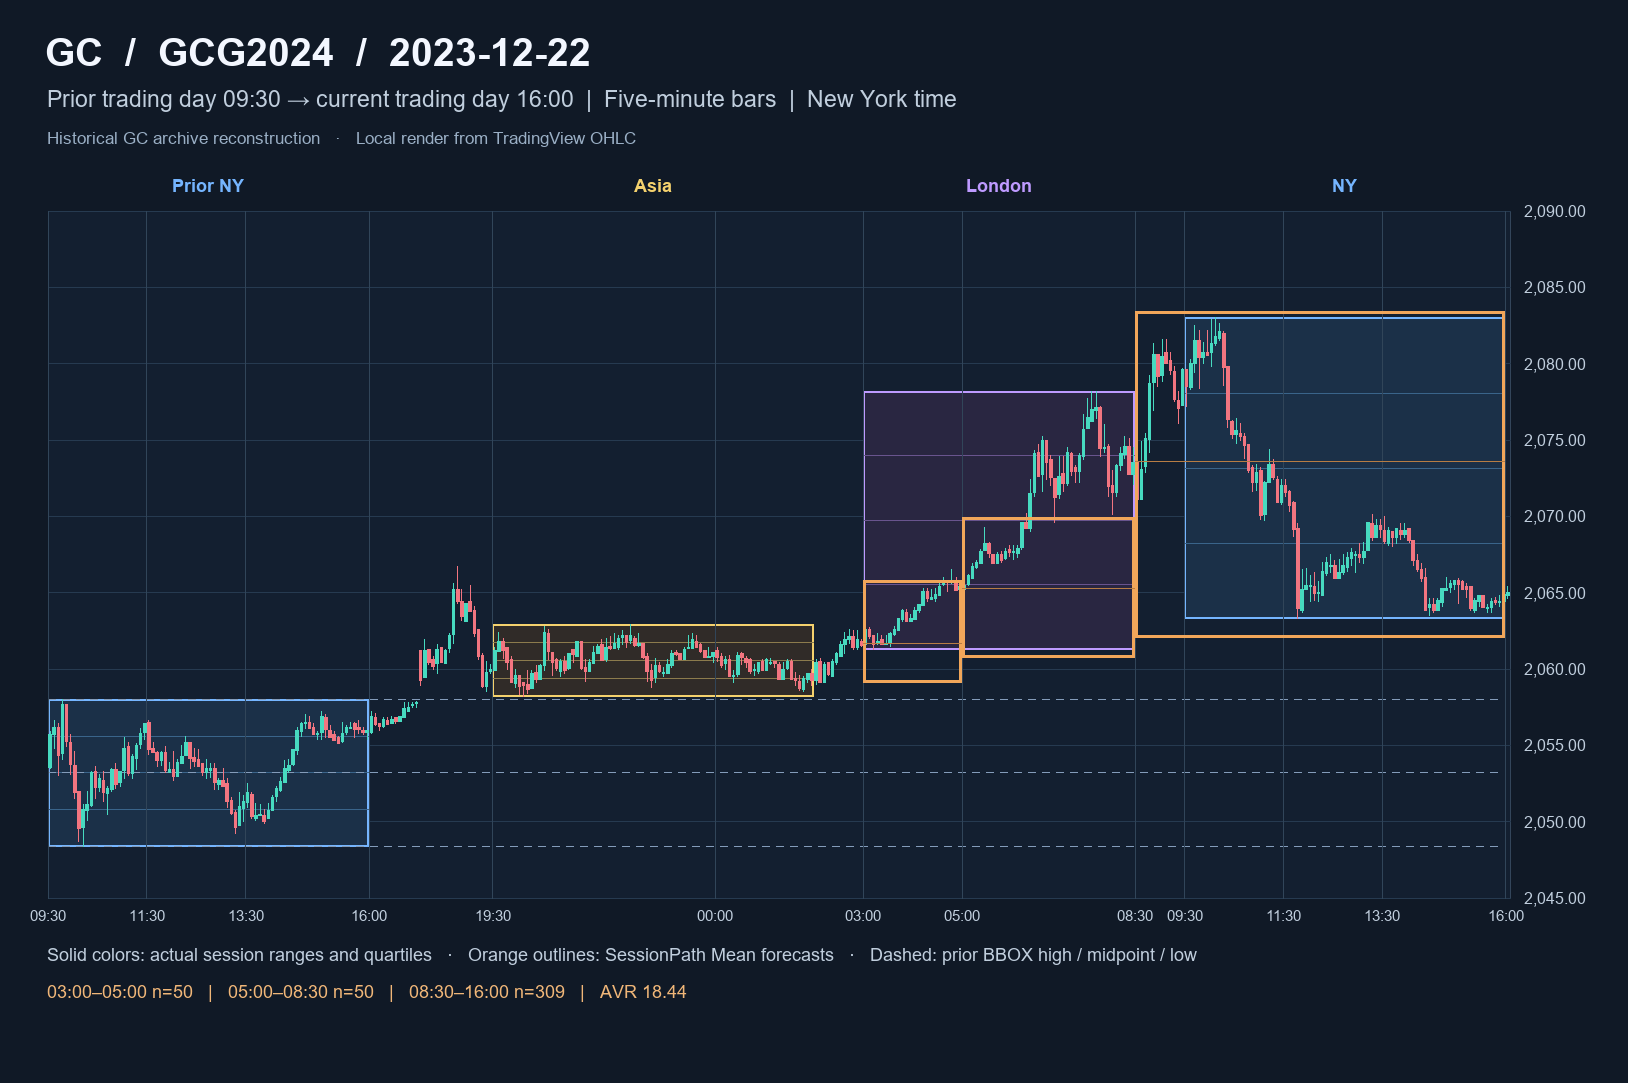 GC / GCG2024 / 2023-12-22
Prior trading day 09:30 → current trading day 16:00 | Five-minute bars | New York time
Historical GC archive reconstruction · Local render from TradingView OHLC
Prior NY Asia London NY
2,090.00
2,085.00
2,080.00
2,075.00
2,070.00
2,065.00
2,060.00
2,055.00
2,050.00
2,045.00
09:30 11:30 13:30 16:00 19:30 00:00 03:00 05:00 08:30 09:30 11:30 13:30 16:00
Solid colors: actual session ranges and quartiles · Orange outlines: SessionPath Mean forecasts · Dashed: prior BBOX high / midpoint / low
03:00–05:00 n=50 | 05:00–08:30 n=50 | 08:30–16:00 n=309 | AVR 18.44